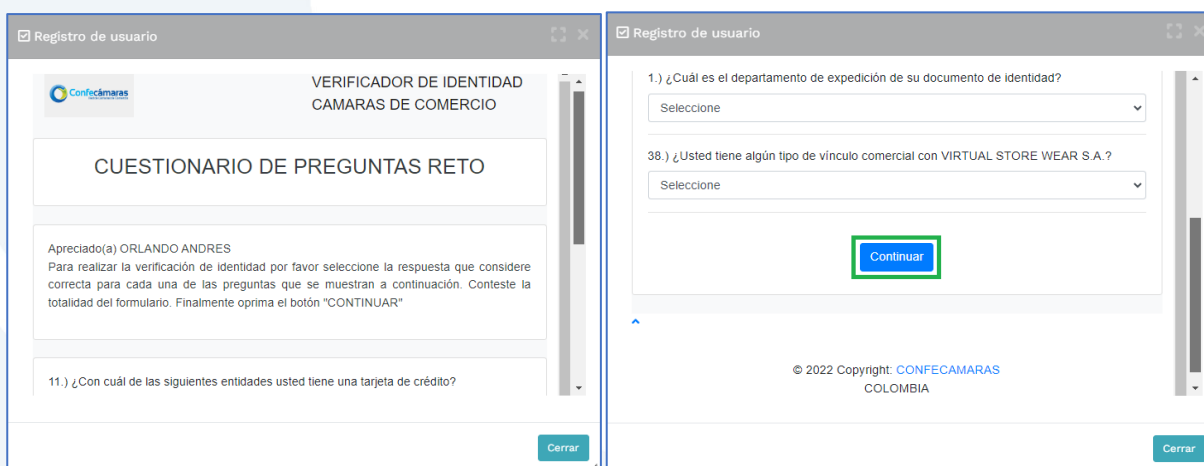 Registro de usuario
Confecámaras
VERIFICADOR DE IDENTIDAD
CAMARAS DE COMERCIO
CUESTIONARIO DE PREGUNTAS RETO
Apreciado(a) ORLANDO ANDRES
Para realizar la verificación de identidad por favor seleccione la respuesta que considere
correcta para cada una de las preguntas que se muestran a continuación. Conteste la
totalidad del formulario. Finalmente oprima el botón "CONTINUAR"
11.) ¿Con cuál de las siguientes entidades usted tiene una tarjeta de crédito?
Cerrar
Registro de usuario
1.) ¿Cuál es el departamento de expedición de su documento de identidad?
Seleccione
38.) ¿Usted tiene algún tipo de vínculo comercial con VIRTUAL STORE WEAR S.A.?
Seleccione
Continuar
© 2022 Copyright: CONFECAMARAS
COLOMBIA
Cerrar